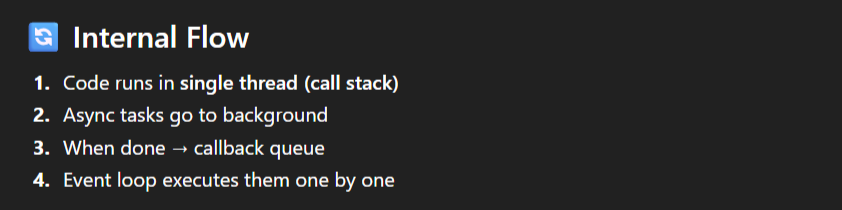 🔄 Internal Flow
1. Code runs in single thread (call stack)
2. Async tasks go to background
3. When done → callback queue
4. Event loop executes them one by one